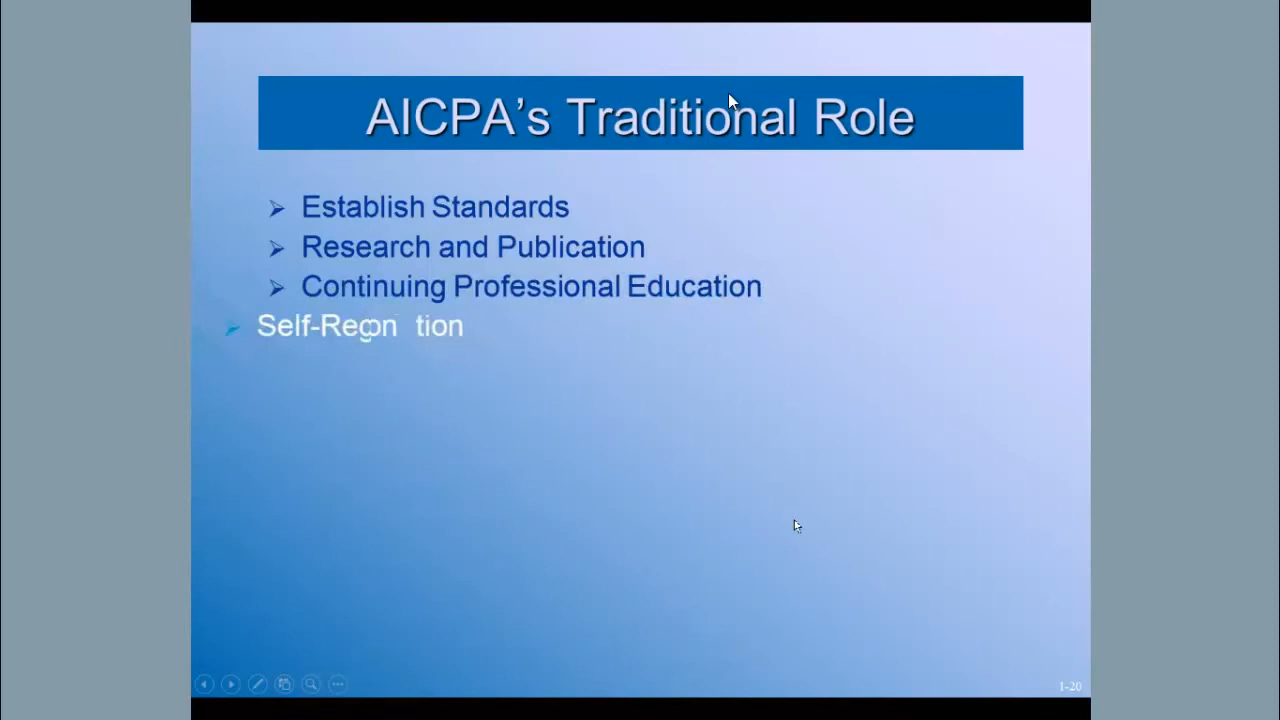 AICPA's Traditional Role
Establish Standards
Research and Publication
Continuing Professional Education
1-20